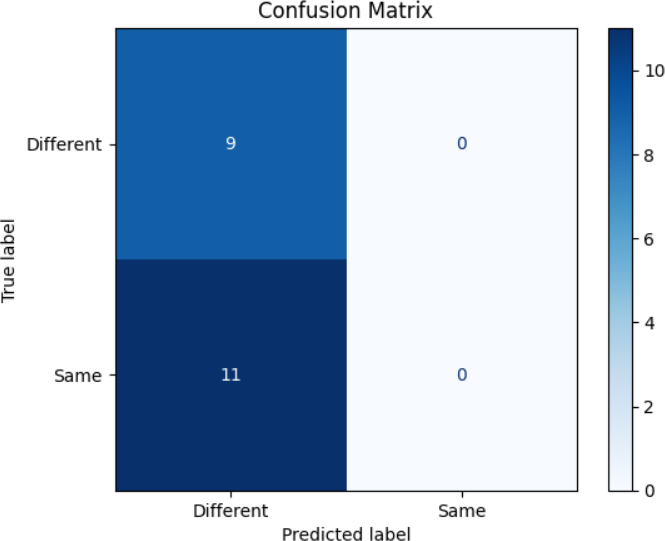 Confusion Matrix
Different
9
0
Same
11
0
Different
Same
Predicted label
True label
10
8
6
4
2
0